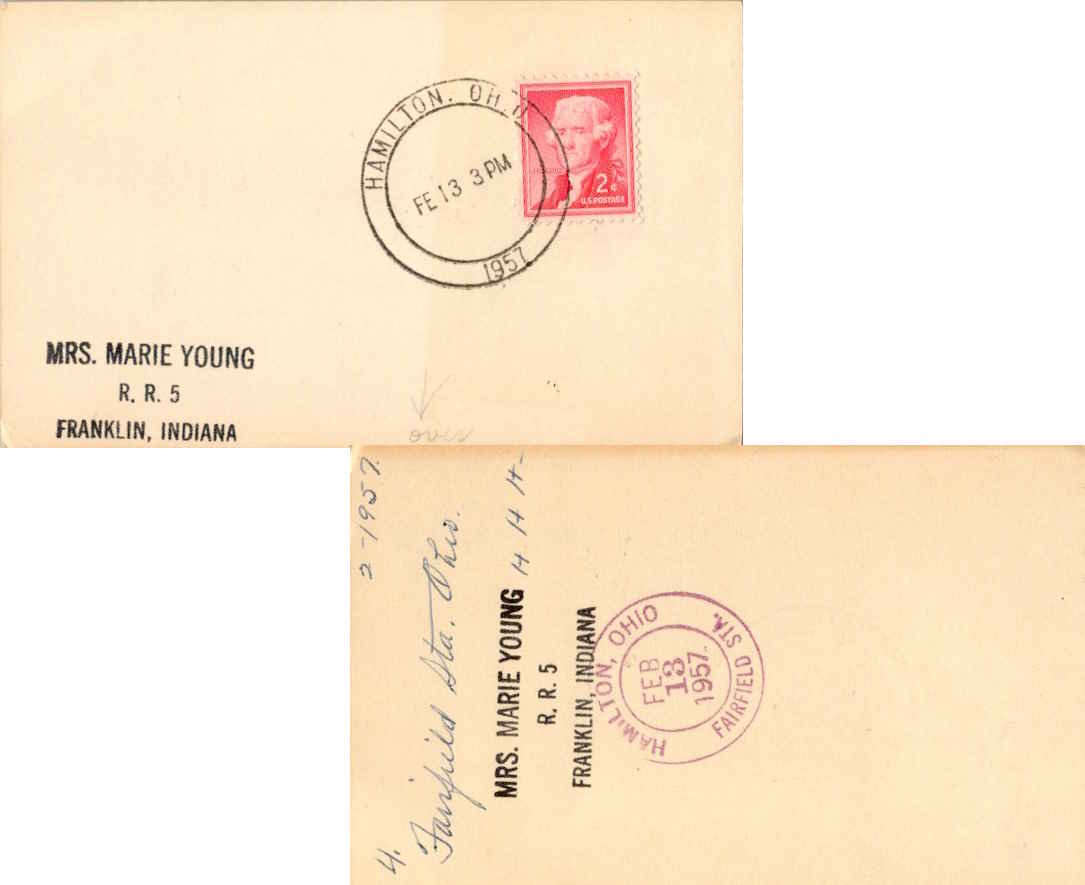 HAMILTON, OHIO
FE 13 3 PM
1957
2¢
U.S. POSTAGE
MRS. MARIE YOUNG
R. R. 5
FRANKLIN, INDIANA
over
2-1957.
4. Fairfield Sta. Ohio.
MRS. MARIE YOUNG H H H-
R. R. 5
FRANKLIN, INDIANA
HAMILTON, OHIO
FEB
13
1957
FAIRFIELD STA.